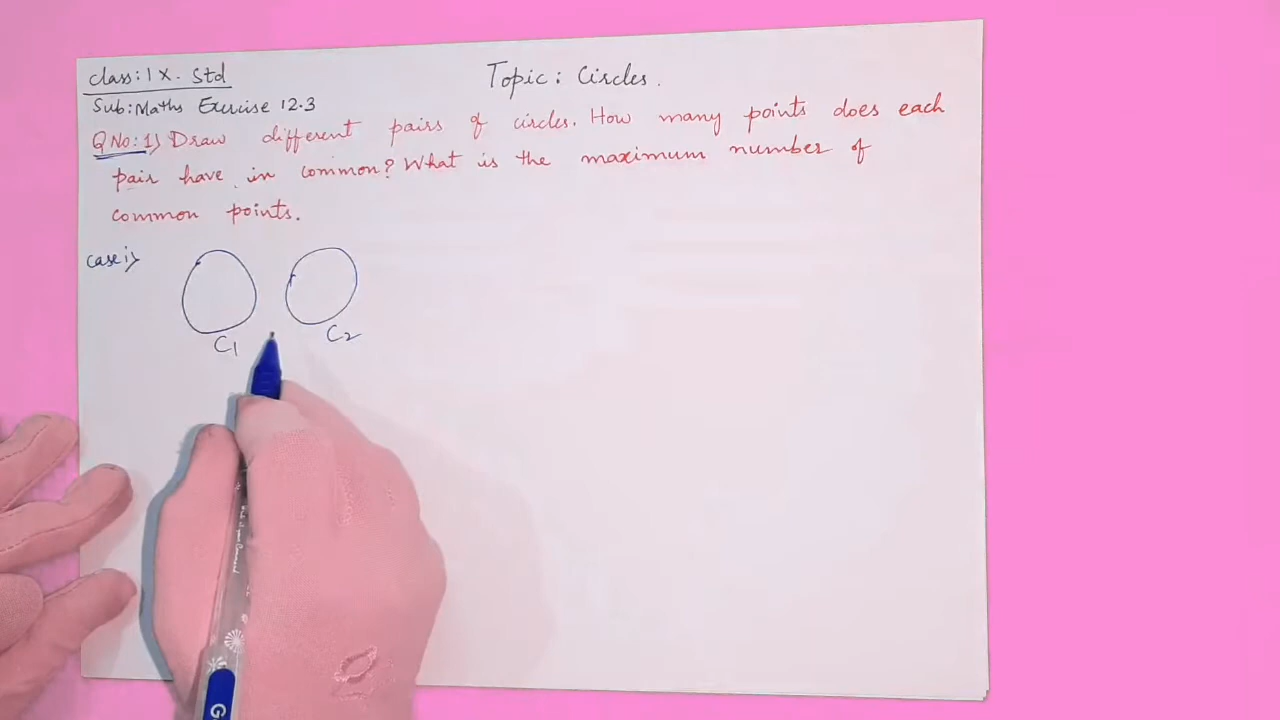 class: IX. Std
Topic: Circles.
Sub: Maths Exercise 12.3
Q No: 1) Draw different pairs of circles. How many points does each
pair have in common? What is the maximum number of
common points.
case i)
C1
C2